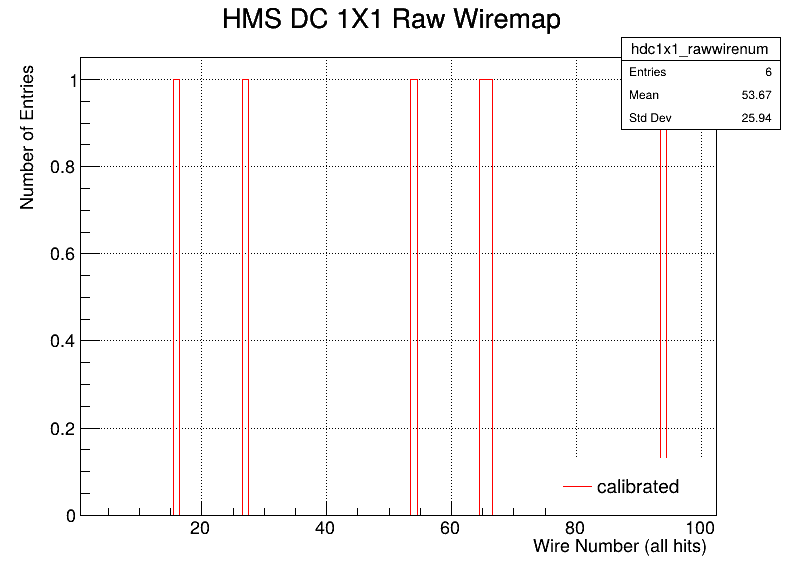 HMS DC 1X1 Raw Wiremap
hdc1x1_rawwirenum
Entries 6
Mean 53.67
Std Dev 25.94
Number of Entries
1
0.8
0.6
0.4
0.2
0
calibrated
20 40 60 80 100
Wire Number (all hits)